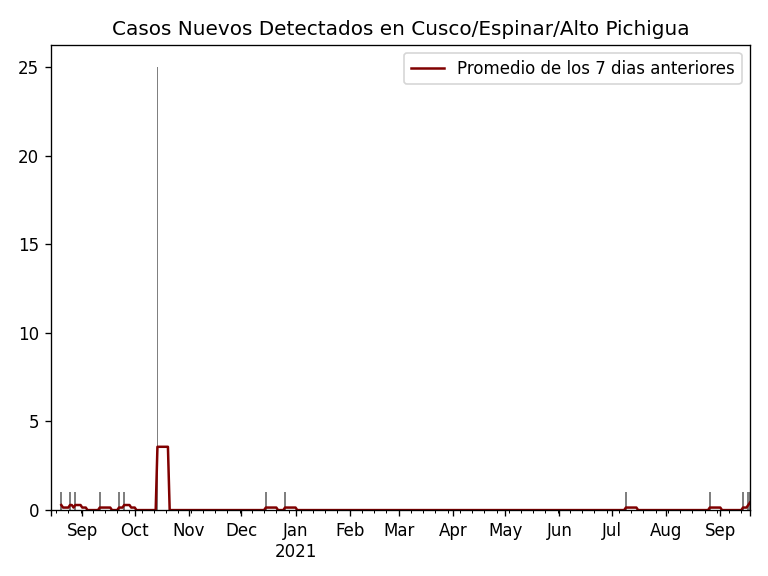 Casos Nuevos Detectados en Cusco/Espinar/Alto Pichigua
Promedio de los 7 dias anteriores
25
20
15
10
5
0
Sep Oct Nov Dec Jan Feb Mar Apr May Jun Jul Aug Sep
2021